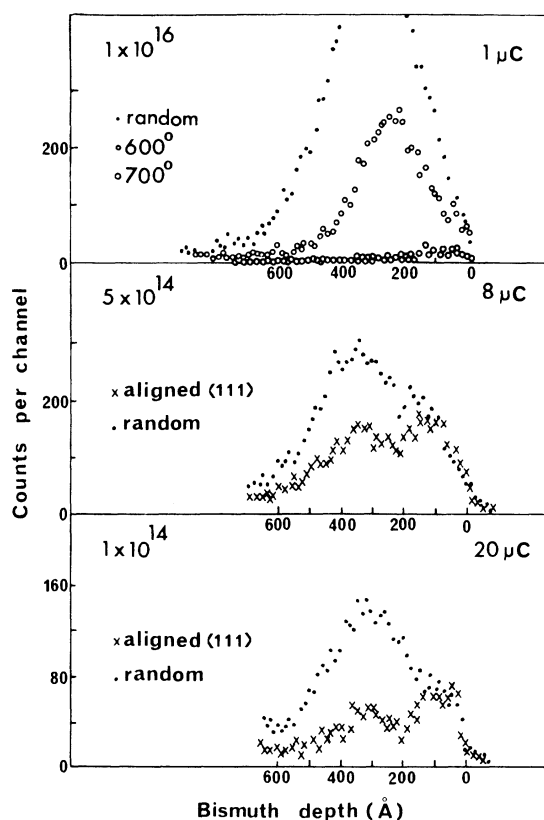 1 x 10^16
1 μC
• random
o 600°
o 700°
200
0
600 400 200 0
5 x 10^14
8 μC
x aligned (111)
• random
200
0
600 400 200 0
1 x 10^14
20 μC
160
x aligned (111)
• random
80
0
600 400 200 0
Counts per channel
Bismuth depth (Å)